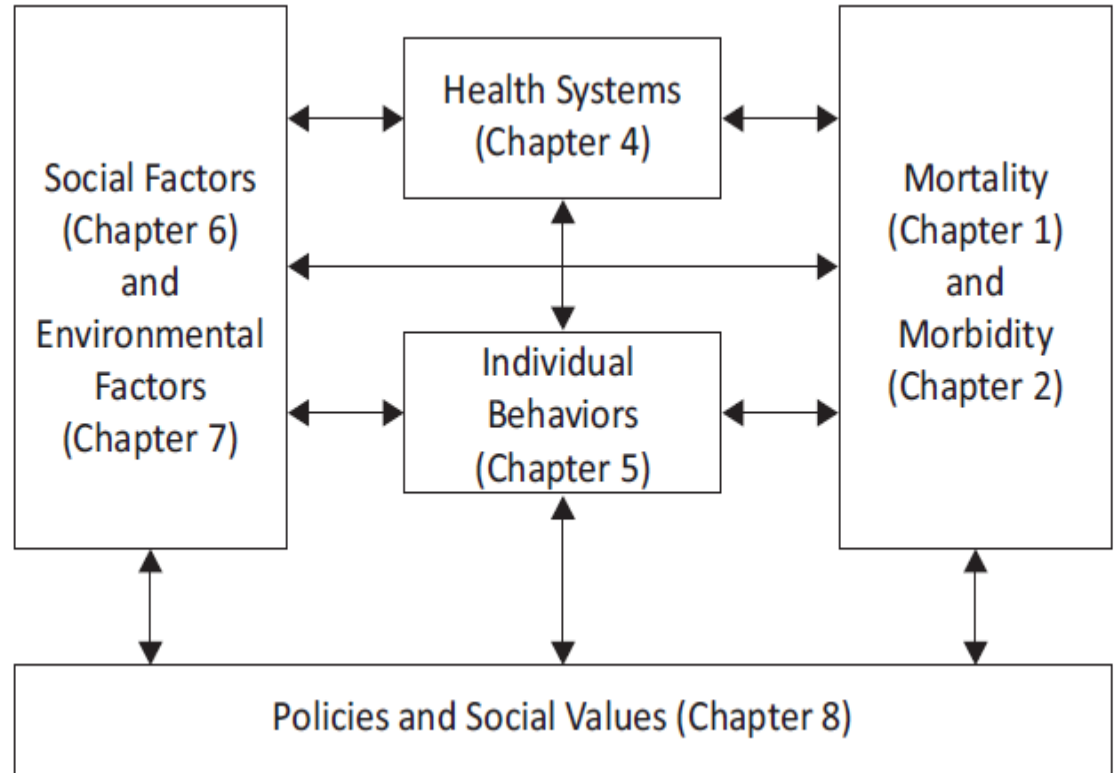 Social Factors
(Chapter 6)
and
Environmental
Factors
(Chapter 7)
Health Systems
(Chapter 4)
Individual
Behaviors
(Chapter 5)
Mortality
(Chapter 1)
and
Morbidity
(Chapter 2)
Policies and Social Values (Chapter 8)